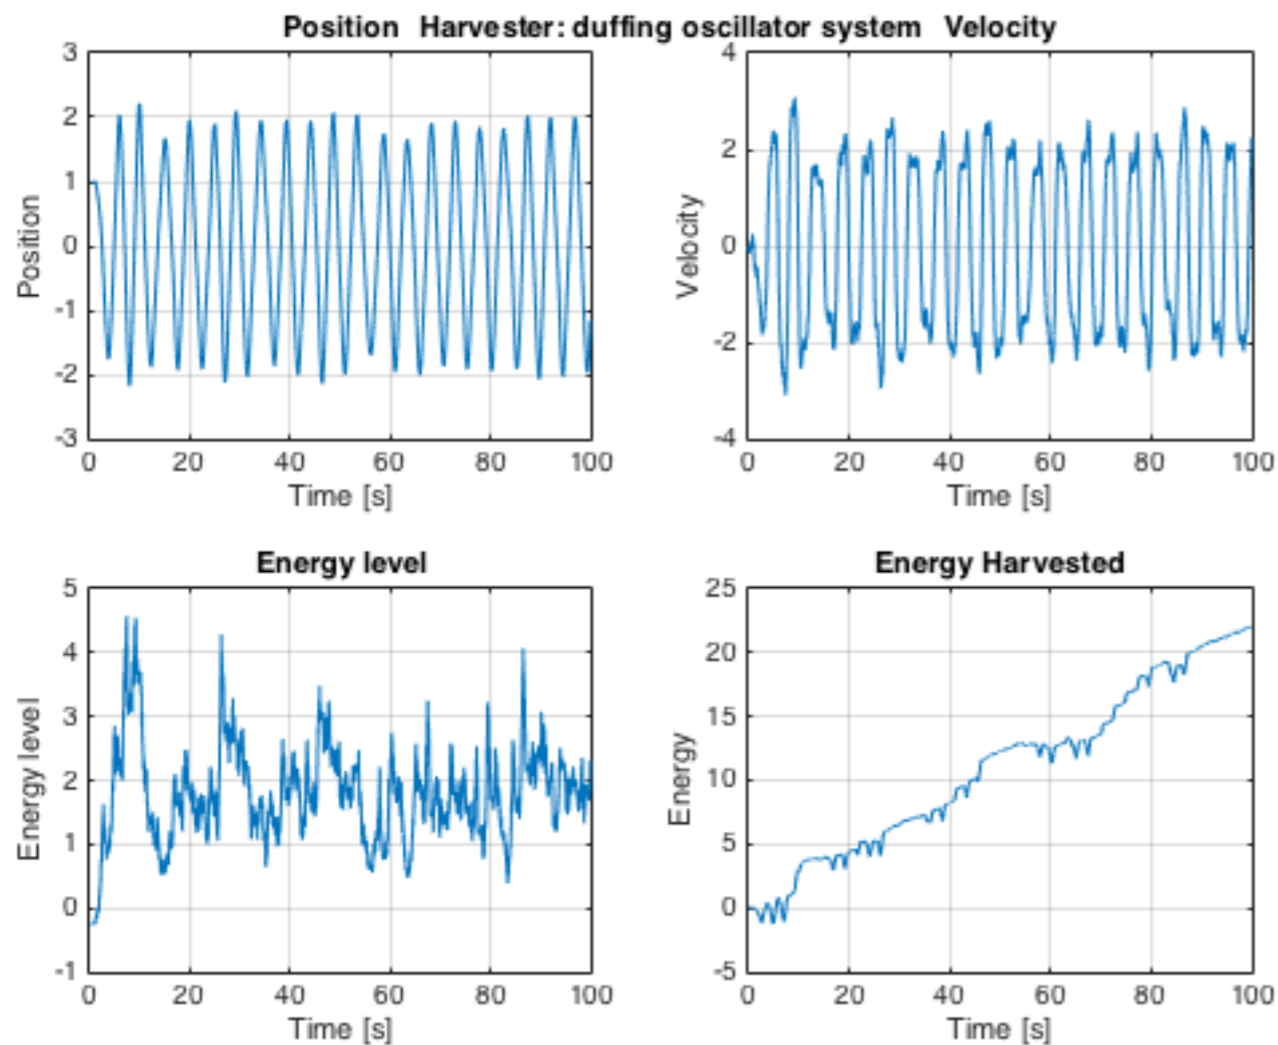 Position Harvester: duffing oscillator system Velocity
3
2
1
0
-1
-2
-3
Position
0 20 40 60 80 100
Time [s]
4
2
0
-2
-4
Velocity
0 20 40 60 80 100
Time [s]
Energy level
5
4
3
2
1
0
-1
Energy level
0 20 40 60 80 100
Time [s]
Energy Harvested
25
20
15
10
5
0
-5
Energy
0 20 40 60 80 100
Time [s]